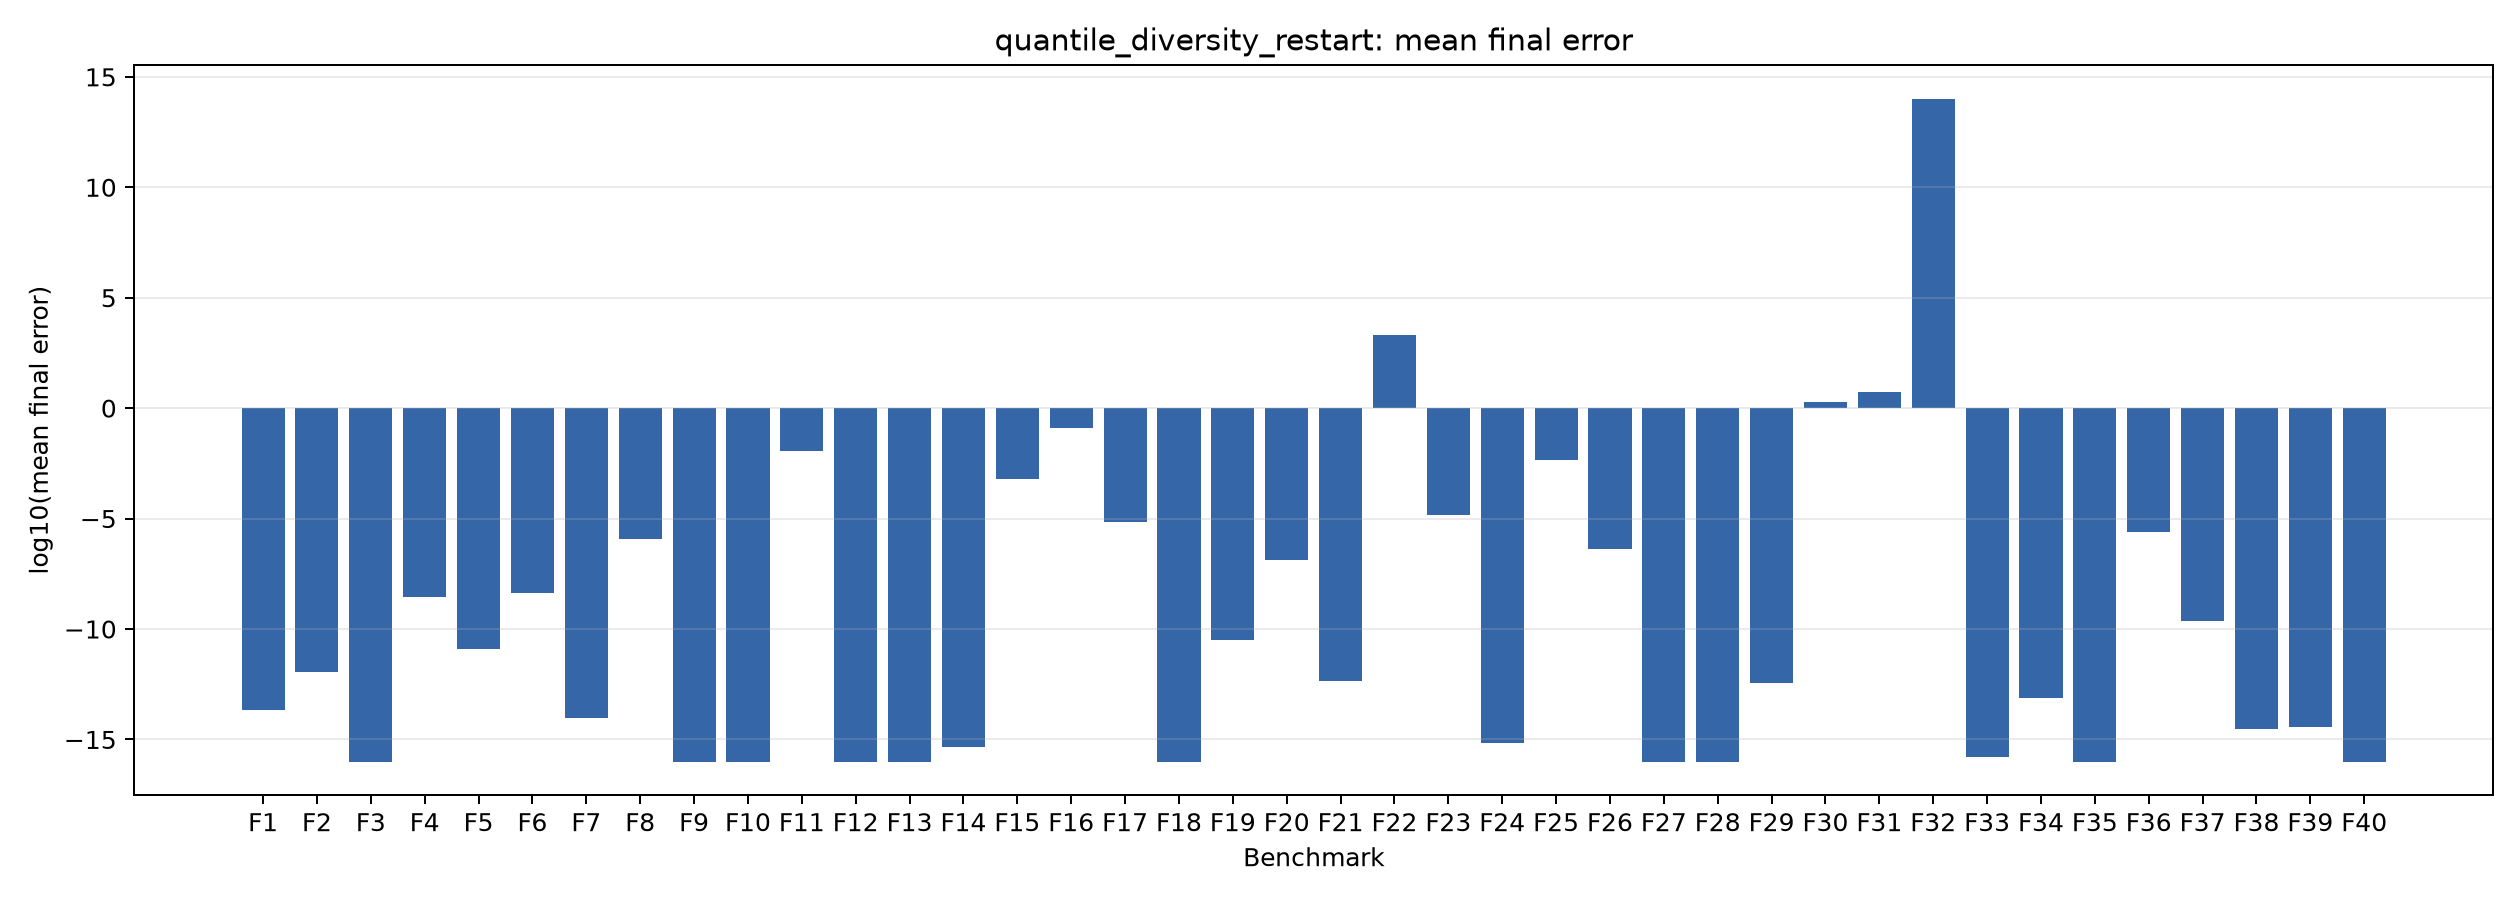 quantile_diversity_restart: mean final error
15
10
5
0
−5
−10
−15
log10(mean final error)
F1 F2 F3 F4 F5 F6 F7 F8 F9 F10 F11 F12 F13 F14 F15 F16 F17 F18 F19 F20 F21 F22 F23 F24 F25 F26 F27 F28 F29 F30 F31 F32 F33 F34 F35 F36 F37 F38 F39 F40
Benchmark